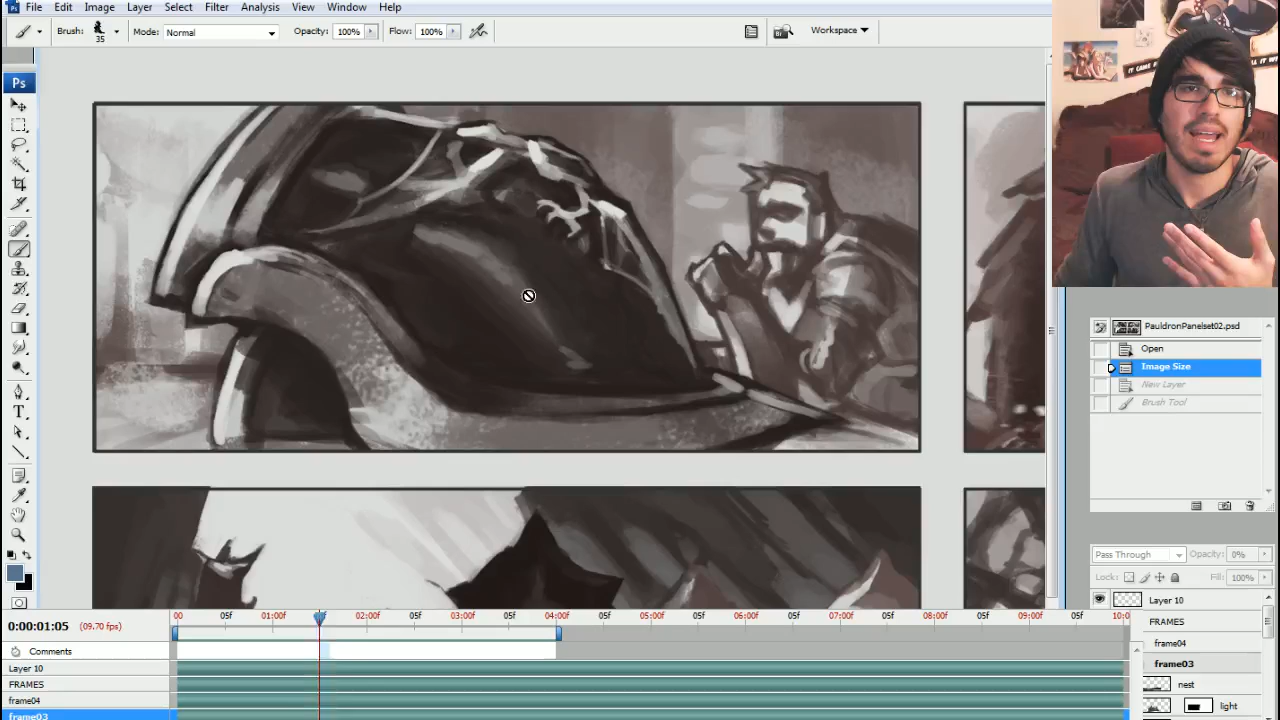 File Edit Image Layer Select Filter Analysis View Window Help
Brush: 35 Mode: Normal Opacity: 100% Flow: 100% Workspace
Ps
T
PauldronPanelset02.psd
Open
Image Size
New Layer
Brush Tool
Pass Through Opacity: 0%
Lock: Fill: 100%
Layer 10
FRAMES
frame04
frame03
nest
light
0:00:01:05 (09.70 fps)
00 05f 01:00f 02:00f 05f 03:00f 05f 04:00f 05f 05:00f 05f 06:00f 05f 07:00f 05f 08:00f 05f 09:00f 05f 10:0
Comments
Layer 10
FRAMES
frame04
frame03